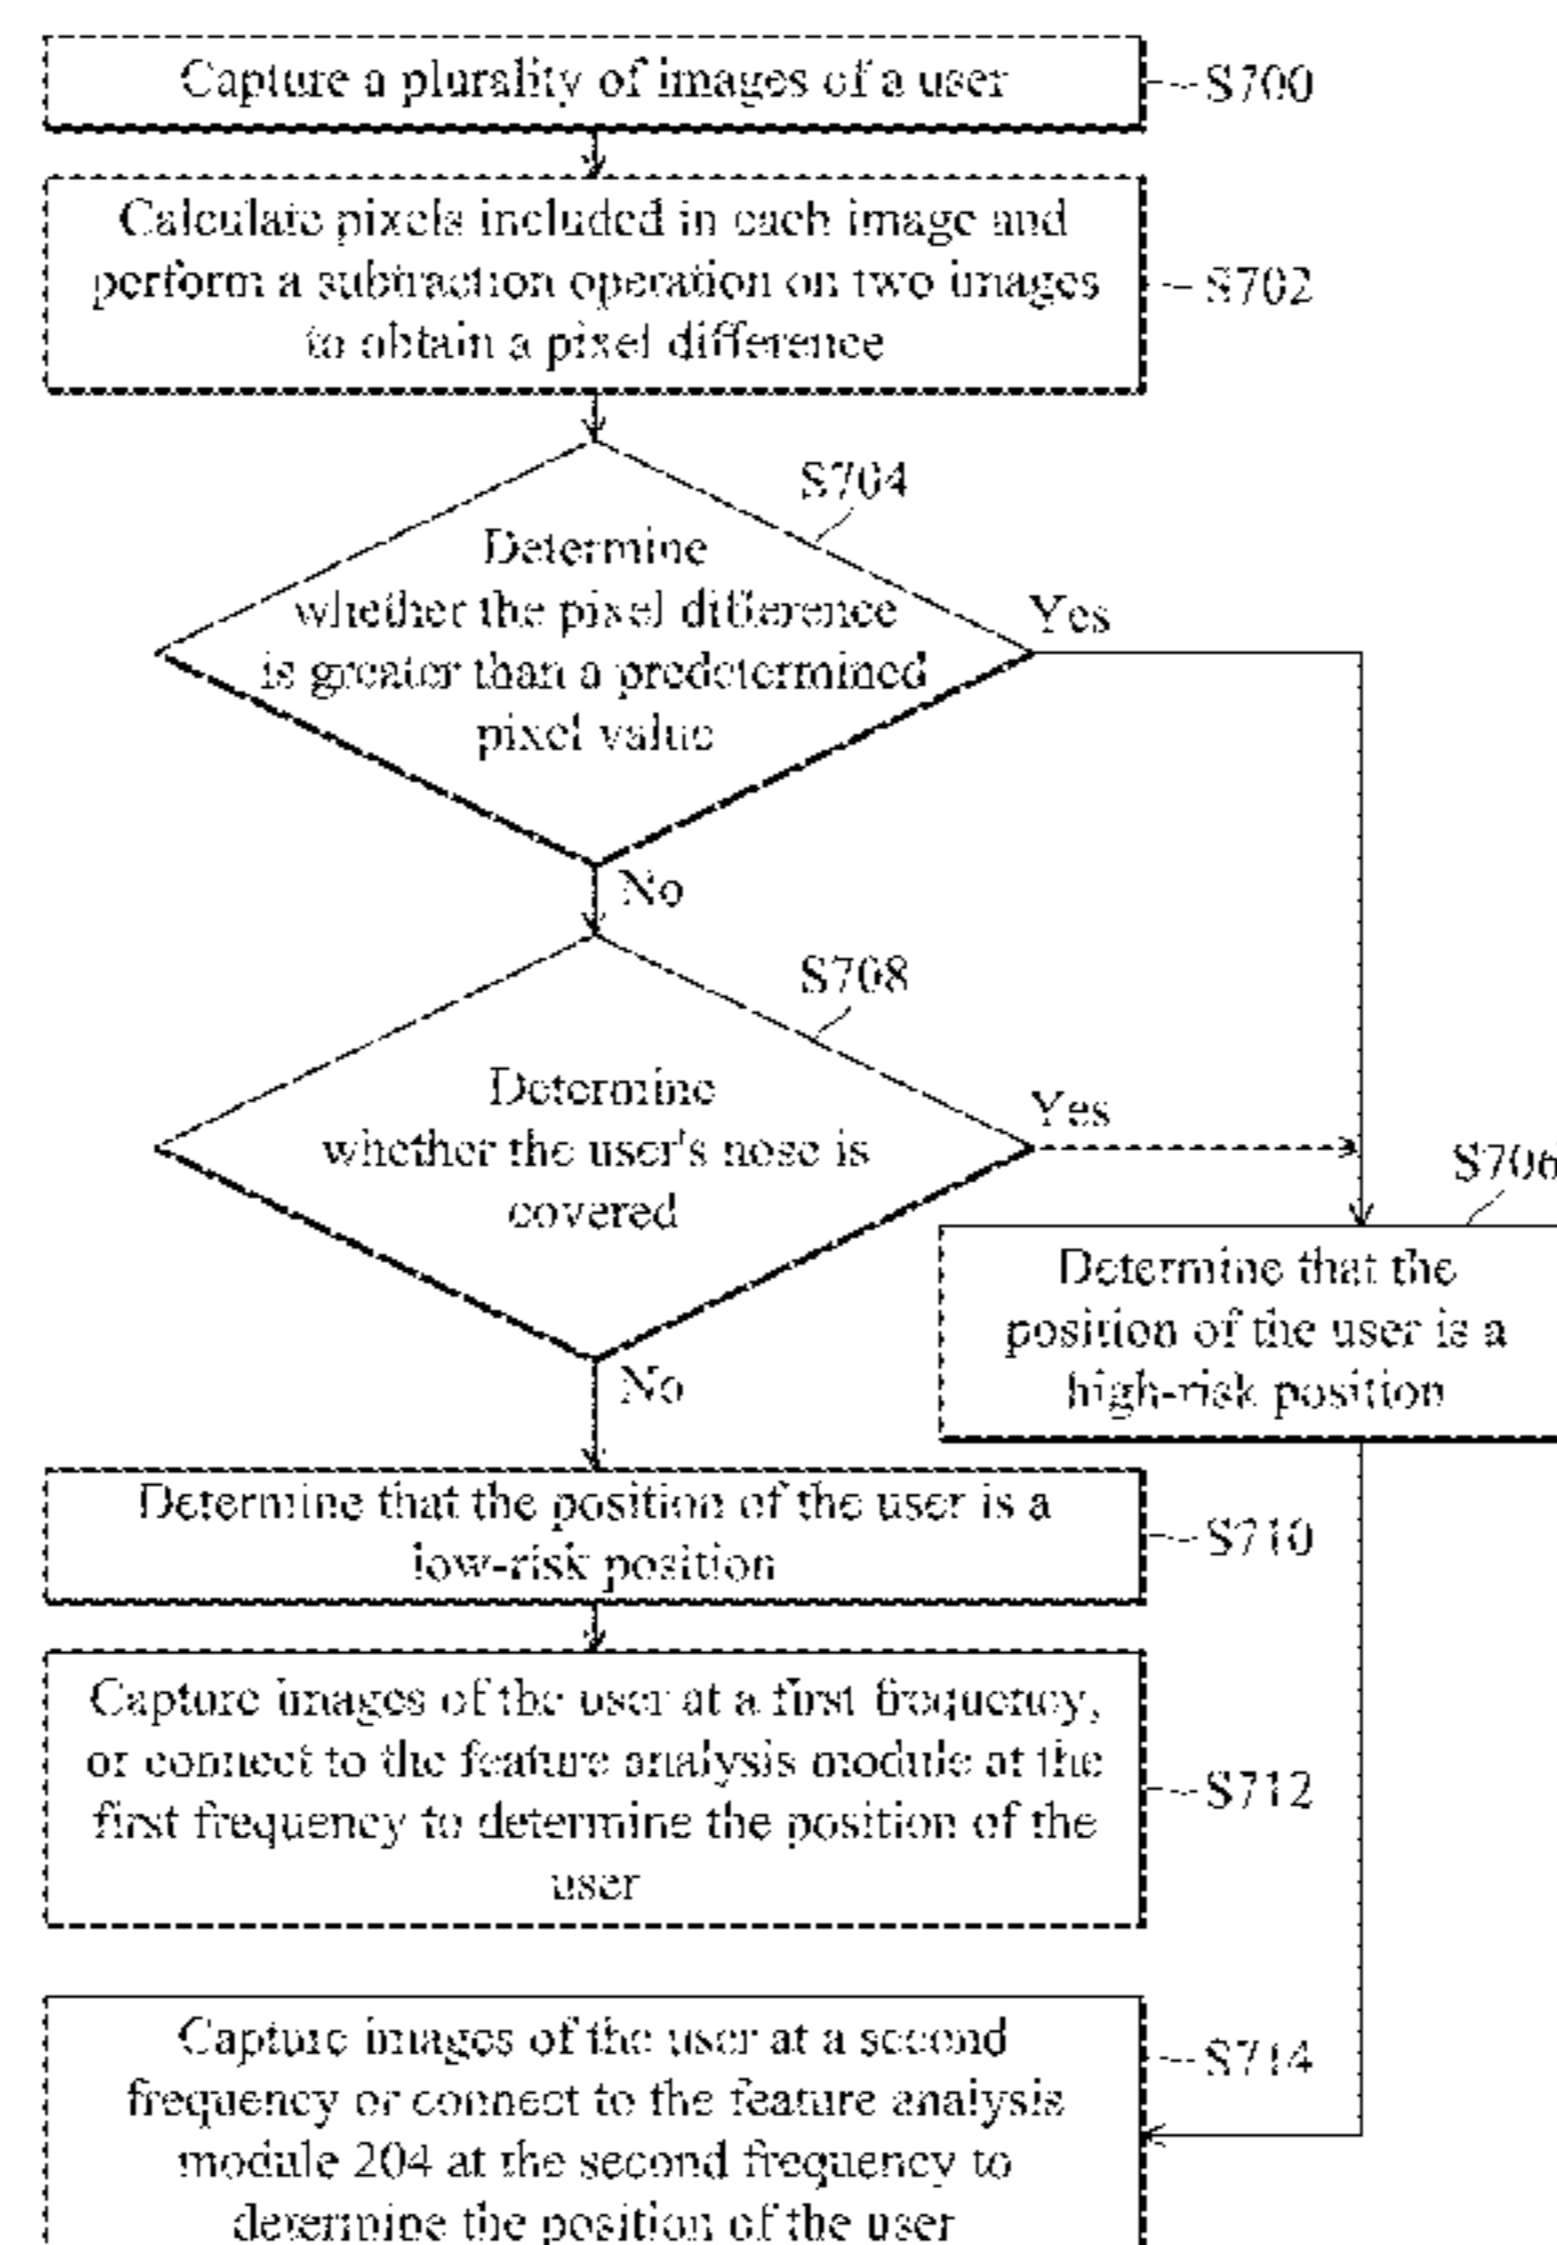 Capture a plurality of images of a user
S700
Calculate pixels included in each image and
perform a subtraction operation on two images
to obtain a pixel difference
S702
S704
Determine
whether the pixel difference
is greater than a predetermined
pixel value
Yes
No
S708
Determine
whether the user's nose is
covered
Yes
No
S706
Determine that the
position of the user is a
high-risk position
Determine that the position of the user is a
low-risk position
S710
Capture images of the user at a first frequency,
or connect to the feature analysis module at the
first frequency to determine the position of the
user
S712
Capture images of the user at a second
frequency or connect to the feature analysis
module 204 at the second frequency to
determine the position of the user
S714